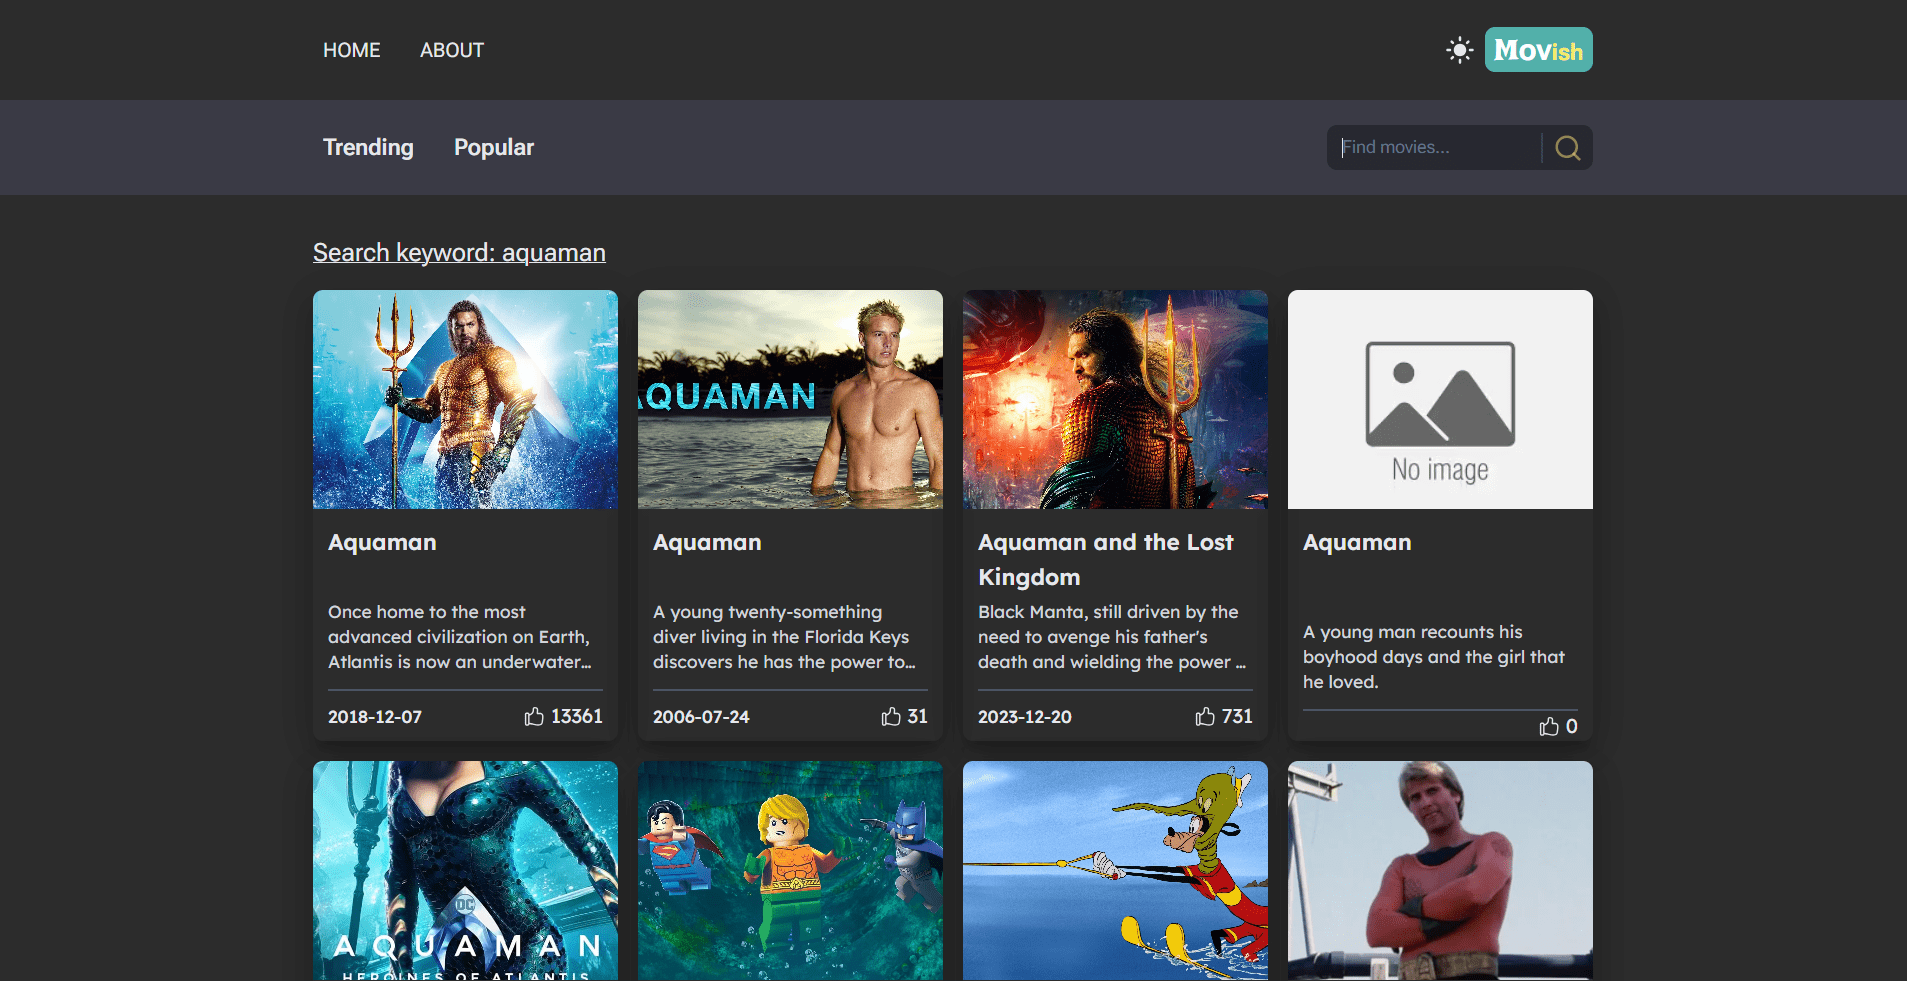 HOME ABOUT Movish
Trending Popular Find movies...
Search keyword: aquaman
AQUAMAN
No image
Aquaman
Once home to the most
advanced civilization on Earth,
Atlantis is now an underwater...
2018-12-07 13361
Aquaman
A young twenty-something
diver living in the Florida Keys
discovers he has the power to...
2006-07-24 31
Aquaman and the Lost
Kingdom
Black Manta, still driven by the
need to avenge his father's
death and wielding the power ...
2023-12-20 731
Aquaman
A young man recounts his
boyhood days and the girl that
he loved.
0
DC
AQUAMAN
HEROINES OF ATLANTIS